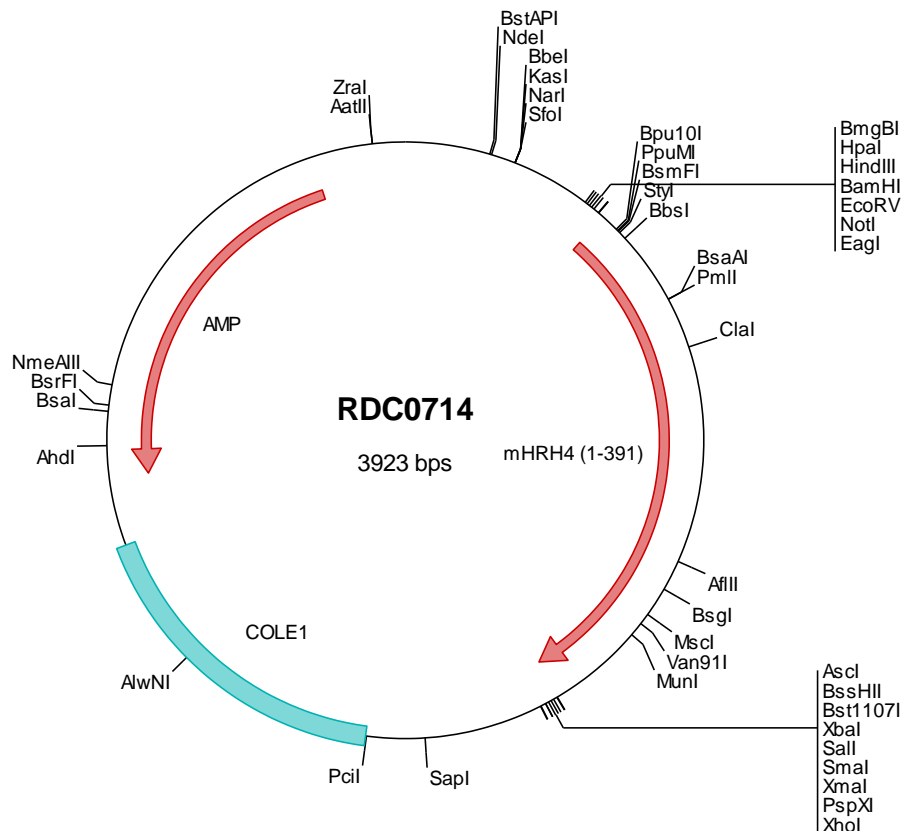 BstAPI
NdeI
BbeI
KasI
NarI
SfoI
ZraI
AatII
Bpu10I
PpuMI
BsmFI
StyI
BbsI
BmgBI
HpaI
HindIII
BamHI
EcoRV
NotI
EagI
BsaAI
PmlI
ClaI
AMP
NmeAIII
BsrFI
BsaI
AhdI
RDC0714
3923 bps
mHRH4 (1-391)
AflII
BsgI
MscI
Van91I
MunI
COLE1
AlwNI
PciI
SapI
AscI
BssHII
Bst1107I
XbaI
SalI
SmaI
XmaI
PspXI
XhoI